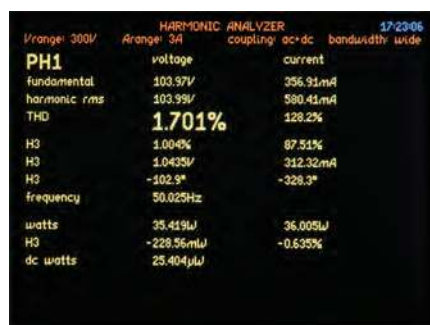 HARMONIC ANALYZER 17:23:06
Vrange: 300V Arange: 3A coupling: ac+dc bandwidth: wide
PH1 voltage current
fundamental 103.97V 356.91mA
harmonic rms 103.99V 580.41mA
THD 1.701% 128.2%
H3 1.004% 87.51%
H3 1.0435V 312.32mA
H3 -102.9° -328.3°
frequency 50.025Hz
watts 35.419W 36.005W
H3 -228.56mW -0.635%
dc watts 25.404µW